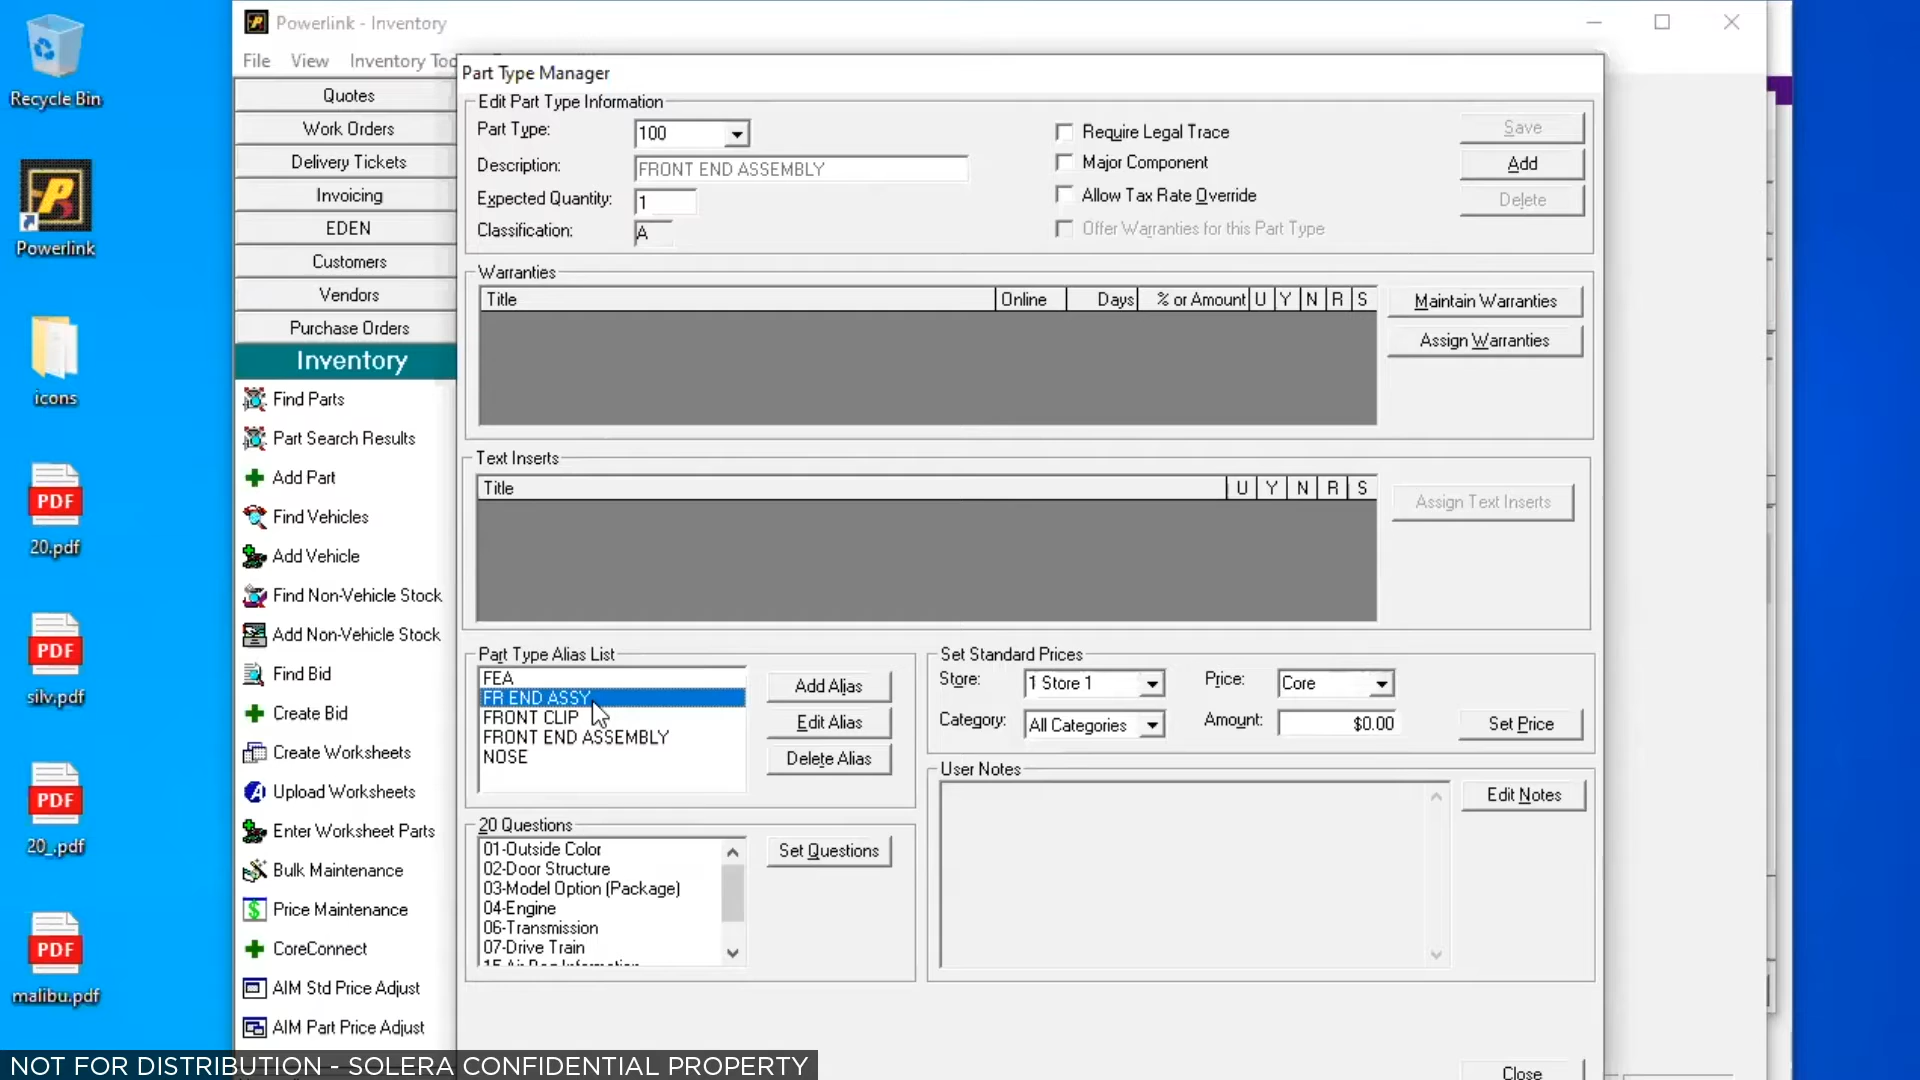 Recycle Bin
Powerlink
icons
20.pdf
silv.pdf
20_.pdf
malibu.pdf
PDF
PDF
PDF
PDF
Powerlink - Inventory
File View Inventory Too
Quotes
Work Orders
Delivery Tickets
Invoicing
EDEN
Customers
Vendors
Purchase Orders
Inventory
Find Parts
Part Search Results
Add Part
Find Vehicles
Add Vehicle
Find Non-Vehicle Stock
Add Non-Vehicle Stock
Find Bid
Create Bid
Create Worksheets
Upload Worksheets
Enter Worksheet Parts
Bulk Maintenance
Price Maintenance
CoreConnect
AIM Std Price Adjust
AIM Part Price Adjust
Part Type Manager
Edit Part Type Information
Part Type: 100
Description: FRONT END ASSEMBLY
Expected Quantity: 1
Classification: A
Require Legal Trace
Major Component
Allow Tax Rate Override
Offer Warranties for this Part Type
Save
Add
Delete
Warranties
Title Online Days % or Amount U Y N R S
Maintain Warranties
Assign Warranties
Text Inserts
Title U Y N R S
Assign Text Inserts
Part Type Alias List
FEA
FR END ASSY
FRONT CLIP
FRONT END ASSEMBLY
NOSE
Add Alias
Edit Alias
Delete Alias
20 Questions
01-Outside Color
02-Door Structure
03-Model Option (Package)
04-Engine
06-Transmission
07-Drive Train
15-Air Bag Information
Set Questions
Set Standard Prices
Store: 1 Store 1 Price: Core
Category: All Categories Amount: $0.00
Set Price
User Notes
Edit Notes
Close
NOT FOR DISTRIBUTION - SOLERA CONFIDENTIAL PROPERTY